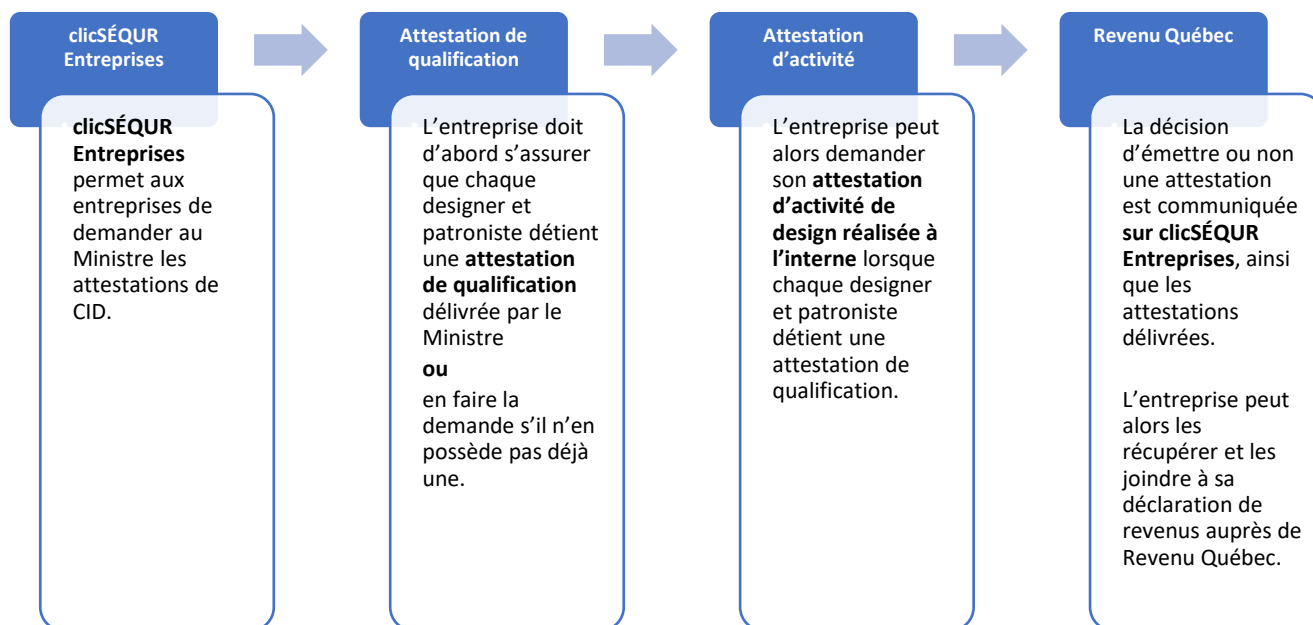 clicSÉQUR
Entreprises
clicSÉQUR
Entreprises
permet aux
entreprises de
demander au
Ministre les
attestations de
CID.
Attestation de
qualification
L’entreprise doit
d’abord s’assurer
que chaque
designer et
patroniste détient
une attestation
de qualification
délivrée par le
Ministre
ou
en faire la
demande s’il n’en
possède pas déjà
une.
Attestation
d’activité
L’entreprise peut
alors demander
son attestation
d’activité de
design réalisée à
l’interne lorsque
chaque designer
et patroniste
détient une
attestation de
qualification.
Revenu Québec
La décision
d’émettre ou non
une attestation
est communiquée
sur clicSÉQUR
Entreprises, ainsi
que les
attestations
délivrées.
L’entreprise peut
alors les
récupérer et les
joindre à sa
déclaration de
revenus auprès de
Revenu Québec.